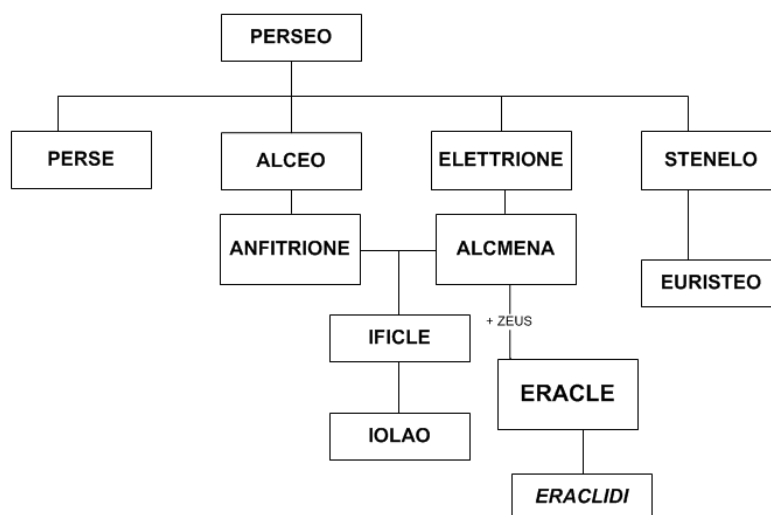 PERSEO
PERSE
ALCEO
ELETTRIONE
STENELO
ANFITRIONE
ALCMENA
EURISTEO
IFICLE
+ ZEUS
ERACLE
IOLAO
ERACLIDI